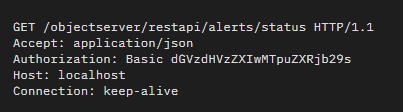 GET /objectserver/restapi/alerts/status HTTP/1.1
Accept: application/json
Authorization: Basic dGVzdHVzZXIwMTpuZXRjb29s
Host: localhost
Connection: keep-alive